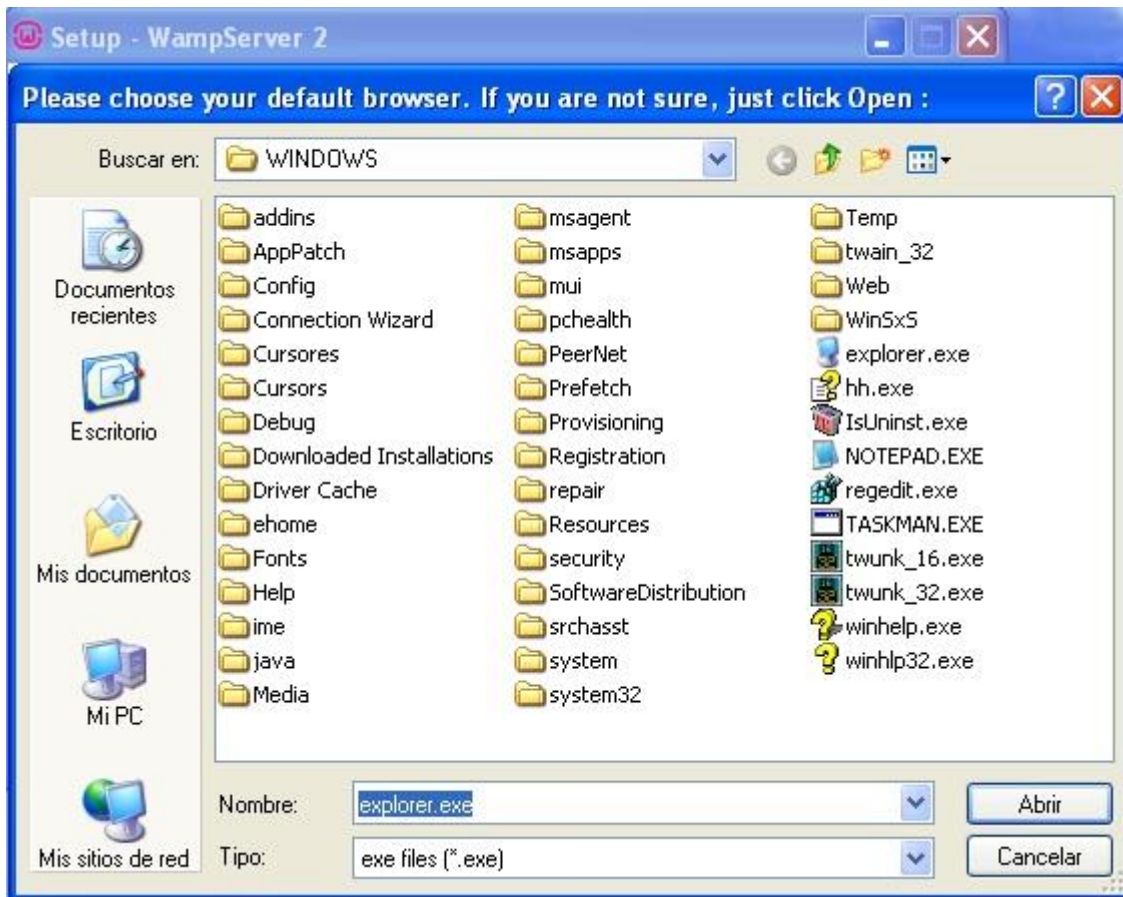 Setup - WampServer 2
Please choose your default browser. If you are not sure, just click Open :
Buscar en:
WINDOWS
Documentos
recientes
Escritorio
Mis documentos
Mi PC
Mis sitios de red
addins
AppPatch
Config
Connection Wizard
Cursores
Cursors
Debug
Downloaded Installations
Driver Cache
ehome
Fonts
Help
ime
java
Media
msagent
msapps
mui
pchealth
PeerNet
Prefetch
Provisioning
Registration
repair
Resources
security
SoftwareDistribution
srchasst
system
system32
Temp
twain_32
Web
WinSxS
explorer.exe
hh.exe
IsUninst.exe
NOTEPAD.EXE
regedit.exe
TASKMAN.EXE
twunk_16.exe
twunk_32.exe
winhelp.exe
winhlp32.exe
Nombre:
explorer.exe
Abrir
Tipo:
exe files (*.exe)
Cancelar